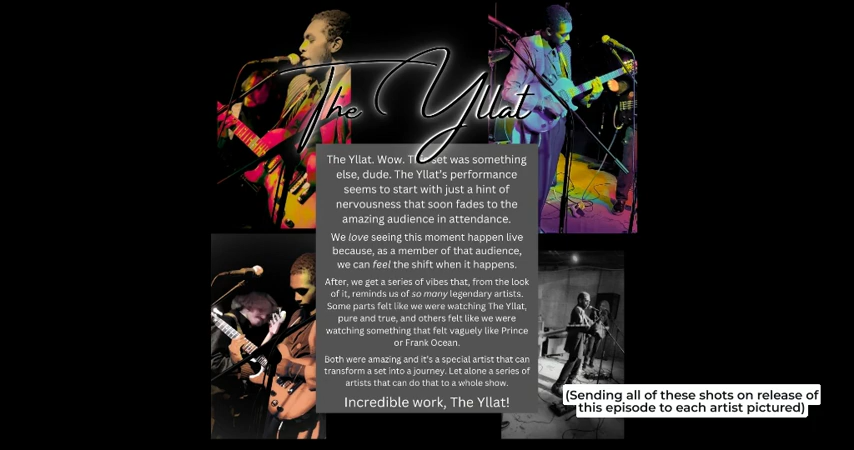 The Yllat
The Yllat. Wow. set was something
else, dude. The Yllat's performance
seems to start with just a hint of
nervousness that soon fades to the
amazing audience in attendance.
We love seeing this moment happen live
because, as a member of that audience,
we can feel the shift when it happens.
After, we get a series of vibes that, from the look
of it, reminds us of so many legendary artists.
Some parts felt like we were watching The Yllat,
pure and true, and others felt like we were
watching something that felt vaguely like Prince
or Frank Ocean.
Both were amazing and it's a special artist that can
transform a set into a journey. Let alone a series of
artists that can do that to a whole show.
Incredible work, The Yllat!
(Sending all of these shots on release of
this episode to each artist pictured)